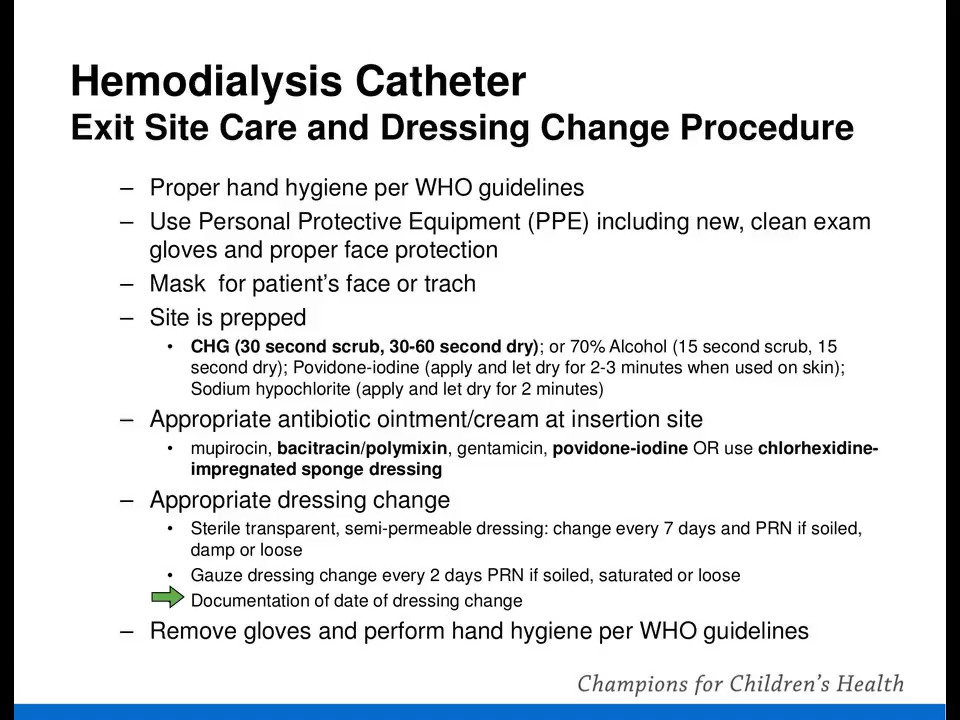 Hemodialysis Catheter
Exit Site Care and Dressing Change Procedure
– Proper hand hygiene per WHO guidelines
– Use Personal Protective Equipment (PPE) including new, clean exam
gloves and proper face protection
– Mask for patient's face or trach
– Site is prepped
• CHG (30 second scrub, 30-60 second dry); or 70% Alcohol (15 second scrub, 15
second dry); Povidone-iodine (apply and let dry for 2-3 minutes when used on skin);
Sodium hypochlorite (apply and let dry for 2 minutes)
– Appropriate antibiotic ointment/cream at insertion site
• mupirocin, bacitracin/polymixin, gentamicin, povidone-iodine OR use chlorhexidine-
impregnated sponge dressing
– Appropriate dressing change
• Sterile transparent, semi-permeable dressing: change every 7 days and PRN if soiled,
damp or loose
• Gauze dressing change every 2 days PRN if soiled, saturated or loose
Documentation of date of dressing change
– Remove gloves and perform hand hygiene per WHO guidelines
Champions for Children's Health